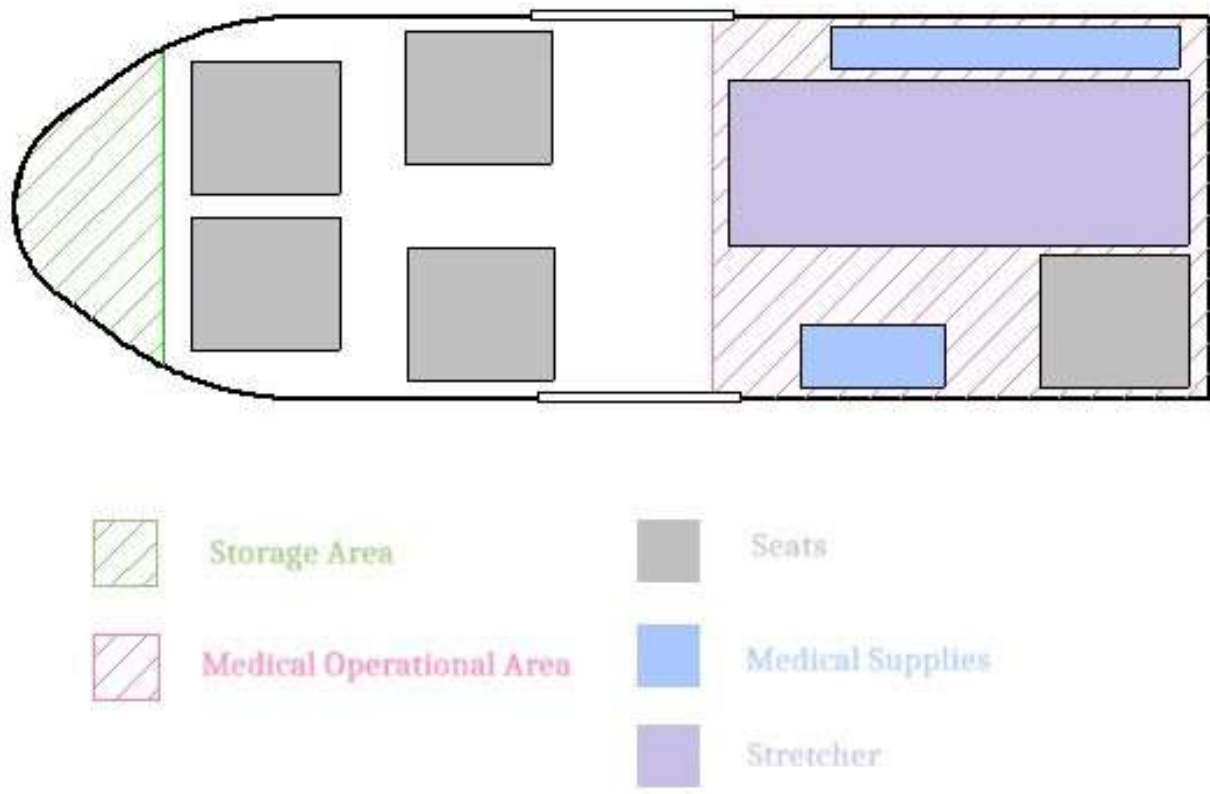 Storage Area
Seats
Medical Operational Area
Medical Supplies
Stretcher